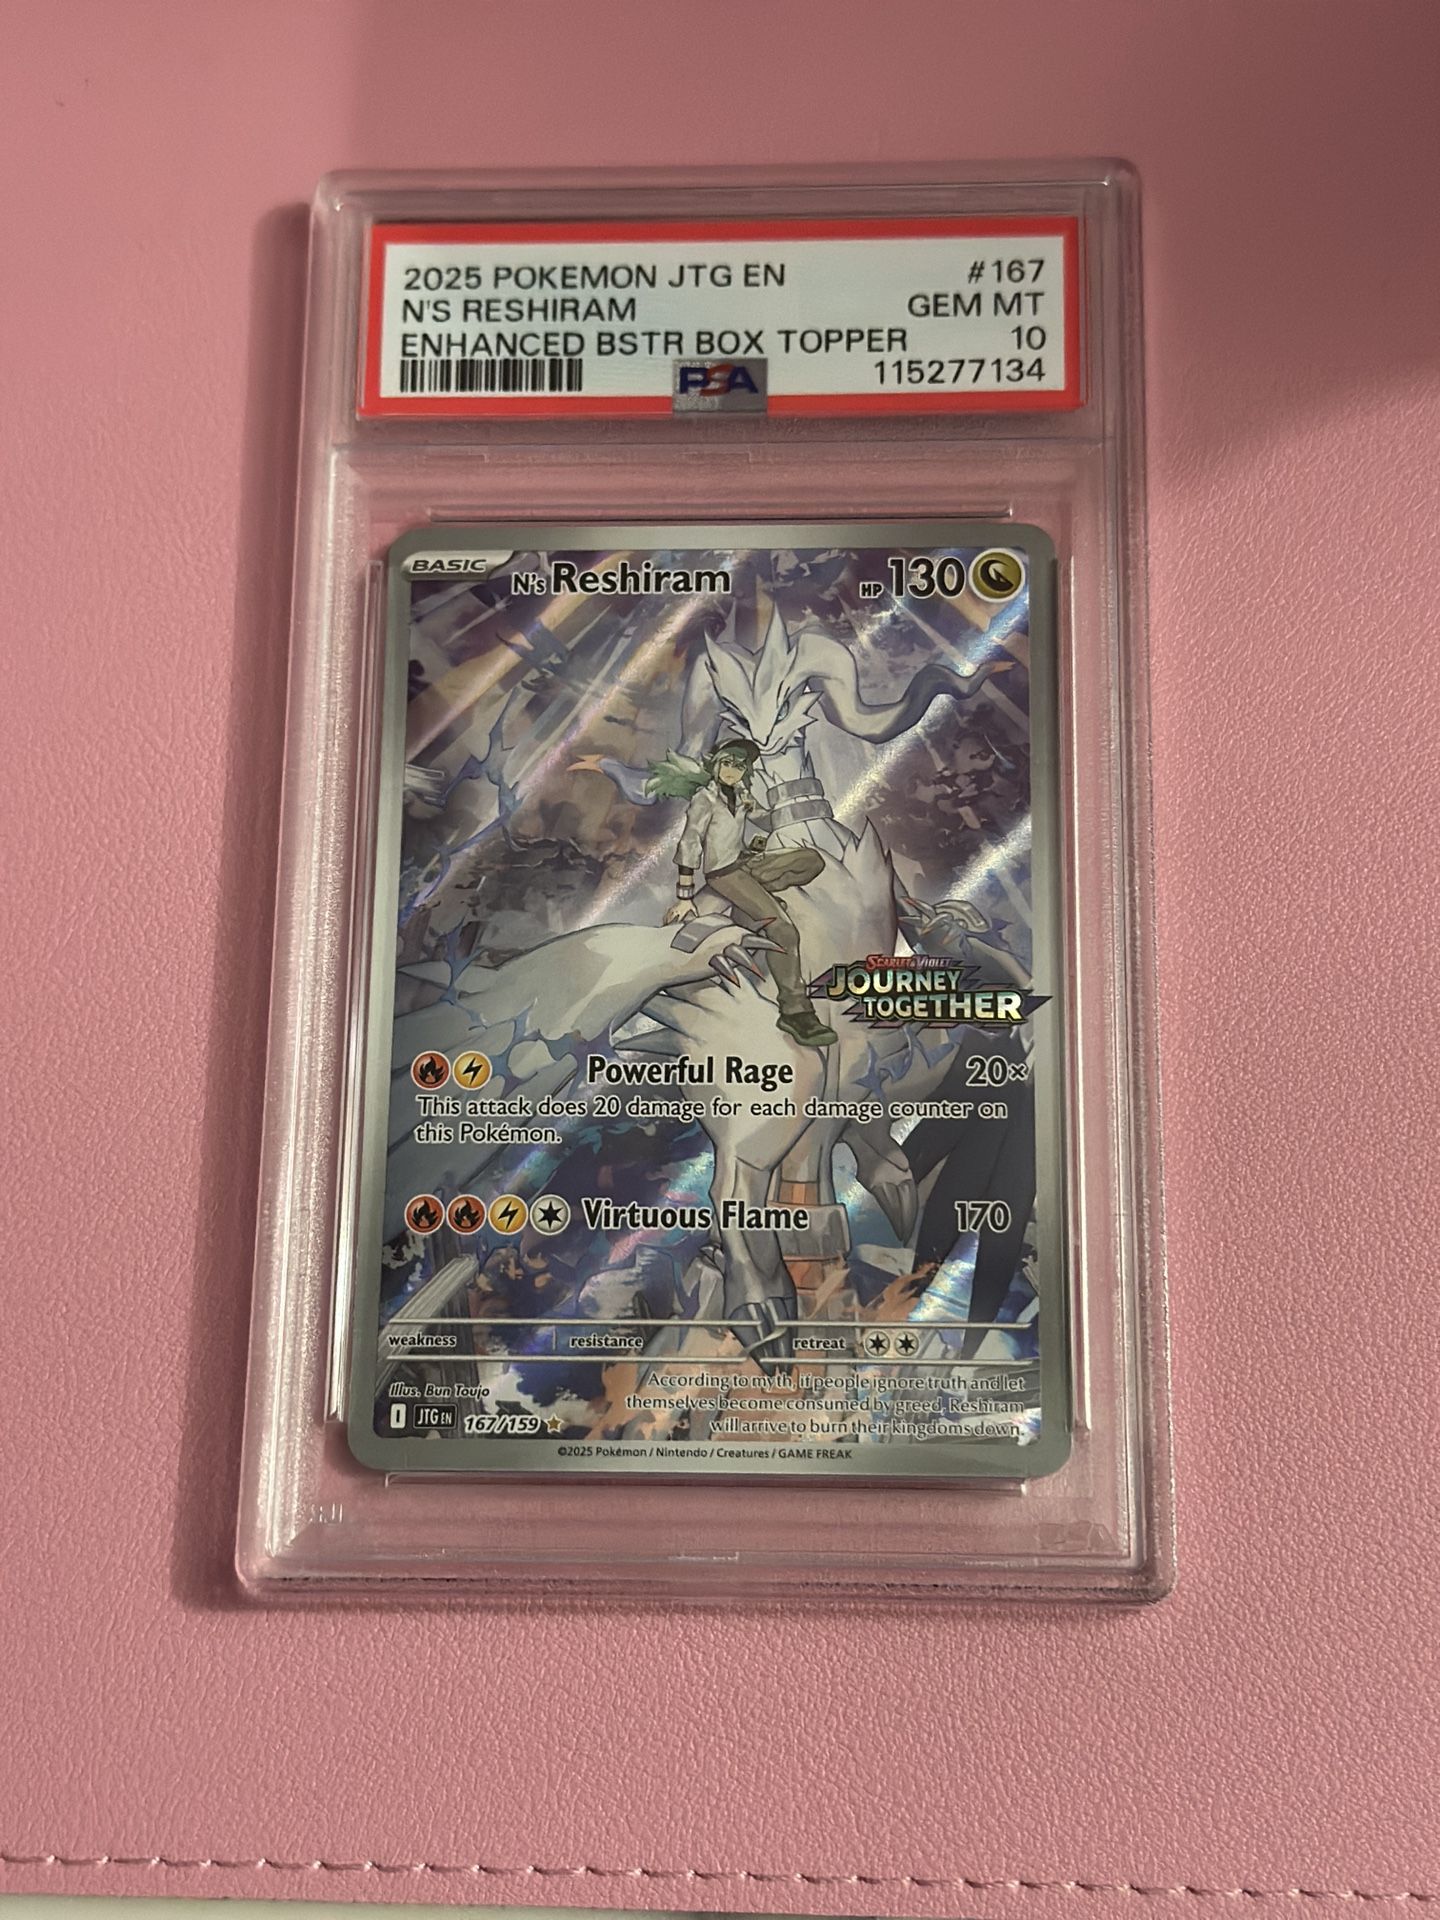 2025 POKEMON JTG EN #167
N'S RESHIRAM GEM MT
ENHANCED BSTR BOX TOPPER 10
PSA 115277134
BASIC N's Reshiram HP 130
SCARLET & VIOLET
JOURNEY
TOGETHER
Powerful Rage 20×
This attack does 20 damage for each damage counter on
this Pokémon.
Virtuous Flame 170
weakness resistance retreat
Illus. Bun Toujo
I JTG EN 167/159
According to myth, if people ignore truth and let
themselves become consumed by greed, Reshiram
will arrive to burn their kingdoms down.
©2025 Pokémon / Nintendo / Creatures / GAME FREAK